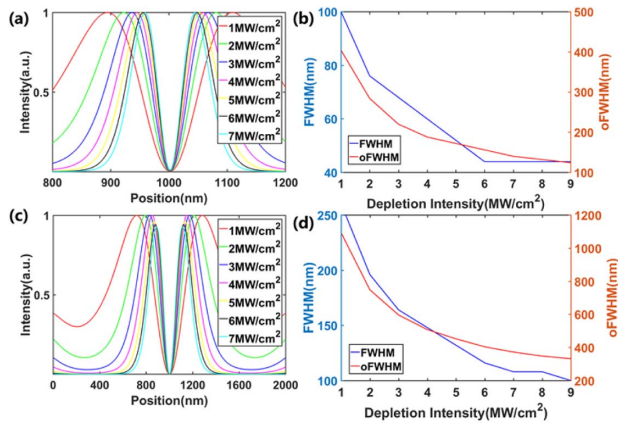 (a)
Intensity(a.u.)
1
0.5
1MW/cm²
2MW/cm²
3MW/cm²
4MW/cm²
5MW/cm²
6MW/cm²
7MW/cm²
800 900 1000 1100 1200
Position(nm)
(b)
FWHM(nm)
100
80
60
40
FWHM
oFWHM
500
400
300
200
100
oFWHM(nm)
1 2 3 4 5 6 7 8 9
Depletion Intensity(MW/cm²)
(c)
Intensity(a.u.)
1
0.5
1MW/cm²
2MW/cm²
3MW/cm²
4MW/cm²
5MW/cm²
6MW/cm²
7MW/cm²
0 400 800 1200 1600 2000
Position(nm)
(d)
FWHM(nm)
250
200
150
100
FWHM
oFWHM
1200
1000
800
600
400
200
oFWHM(nm)
1 2 3 4 5 6 7 8 9
Depletion Intensity(MW/cm²)